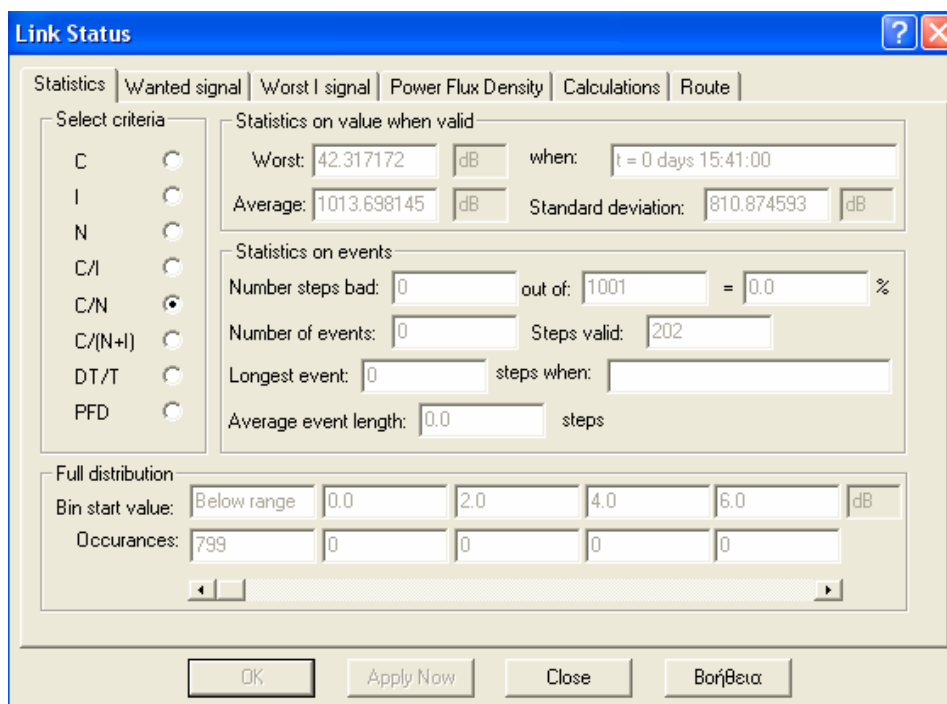 Link Status
Statistics Wanted signal Worst I signal Power Flux Density Calculations Route
Select criteria
C
I
N
C/I
C/N
C/(N+I)
DT/T
PFD
Statistics on value when valid
Worst: 42.317172 dB when: t = 0 days 15:41:00
Average: 1013.698145 dB Standard deviation: 810.874593 dB
Statistics on events
Number steps bad: 0 out of: 1001 = 0.0 %
Number of events: 0 Steps valid: 202
Longest event: 0 steps when:
Average event length: 0.0 steps
Full distribution
Bin start value: Below range 0.0 2.0 4.0 6.0 dB
Occurances: 799 0 0 0 0
OK Apply Now Close Βοήθεια